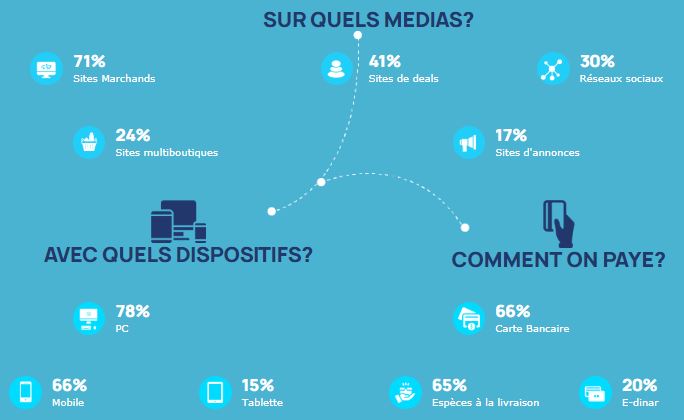 SUR QUELS MEDIAS?
71%
Sites Marchands
41%
Sites de deals
30%
Réseaux sociaux
24%
Sites multiboutiques
17%
Sites d'annonces
AVEC QUELS DISPOSITIFS?
78%
PC
66%
Mobile
15%
Tablette
COMMENT ON PAYE?
66%
Carte Bancaire
65%
Espèces à la livraison
20%
E-dinar